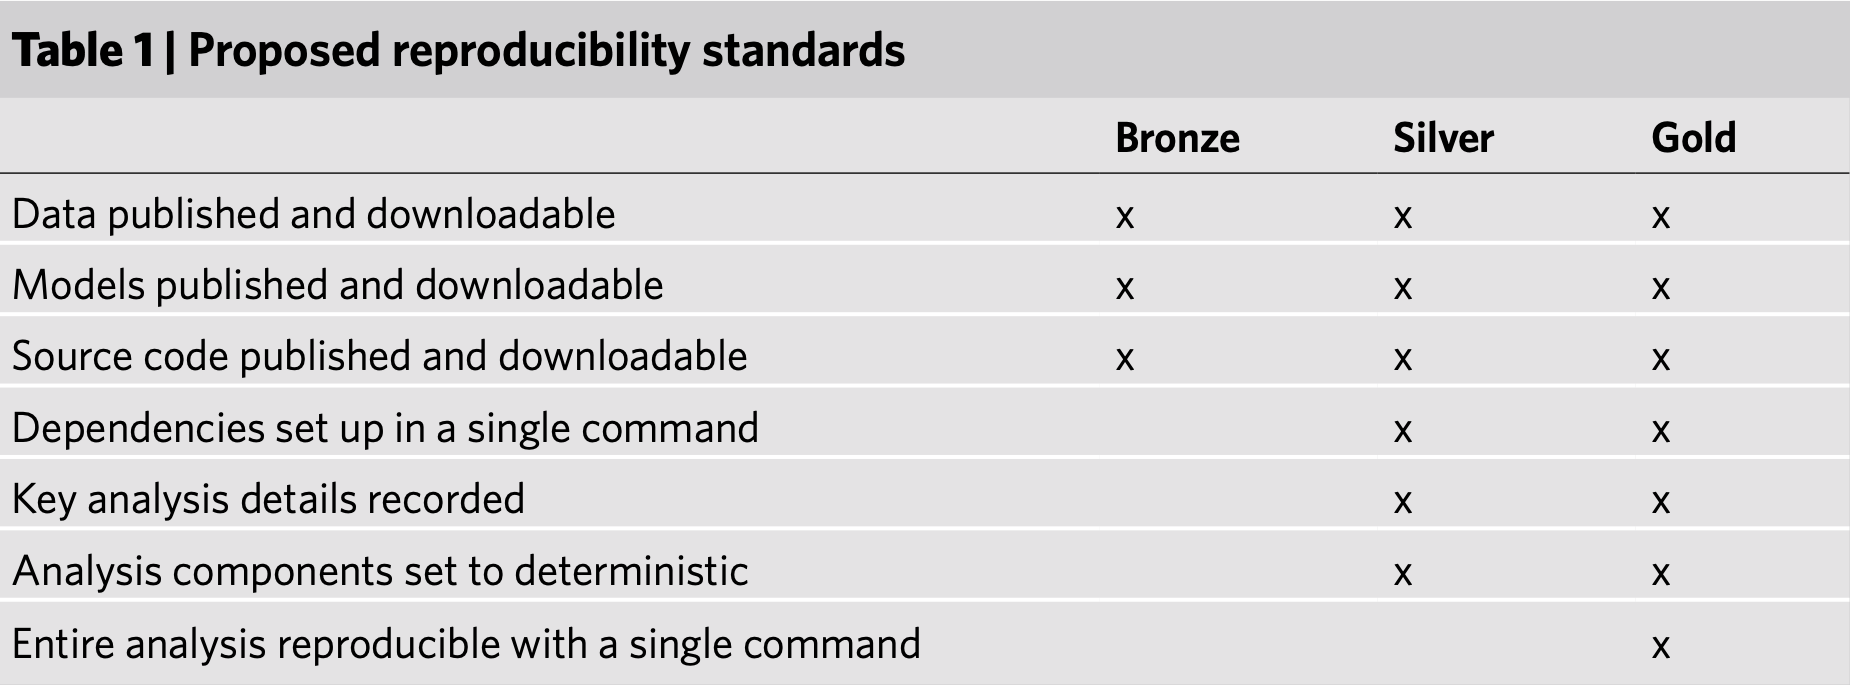 Table 1 | Proposed reproducibility standards
Bronze Silver Gold
Data published and downloadable x x x
Models published and downloadable x x x
Source code published and downloadable x x x
Dependencies set up in a single command x x
Key analysis details recorded x x
Analysis components set to deterministic x x
Entire analysis reproducible with a single command x